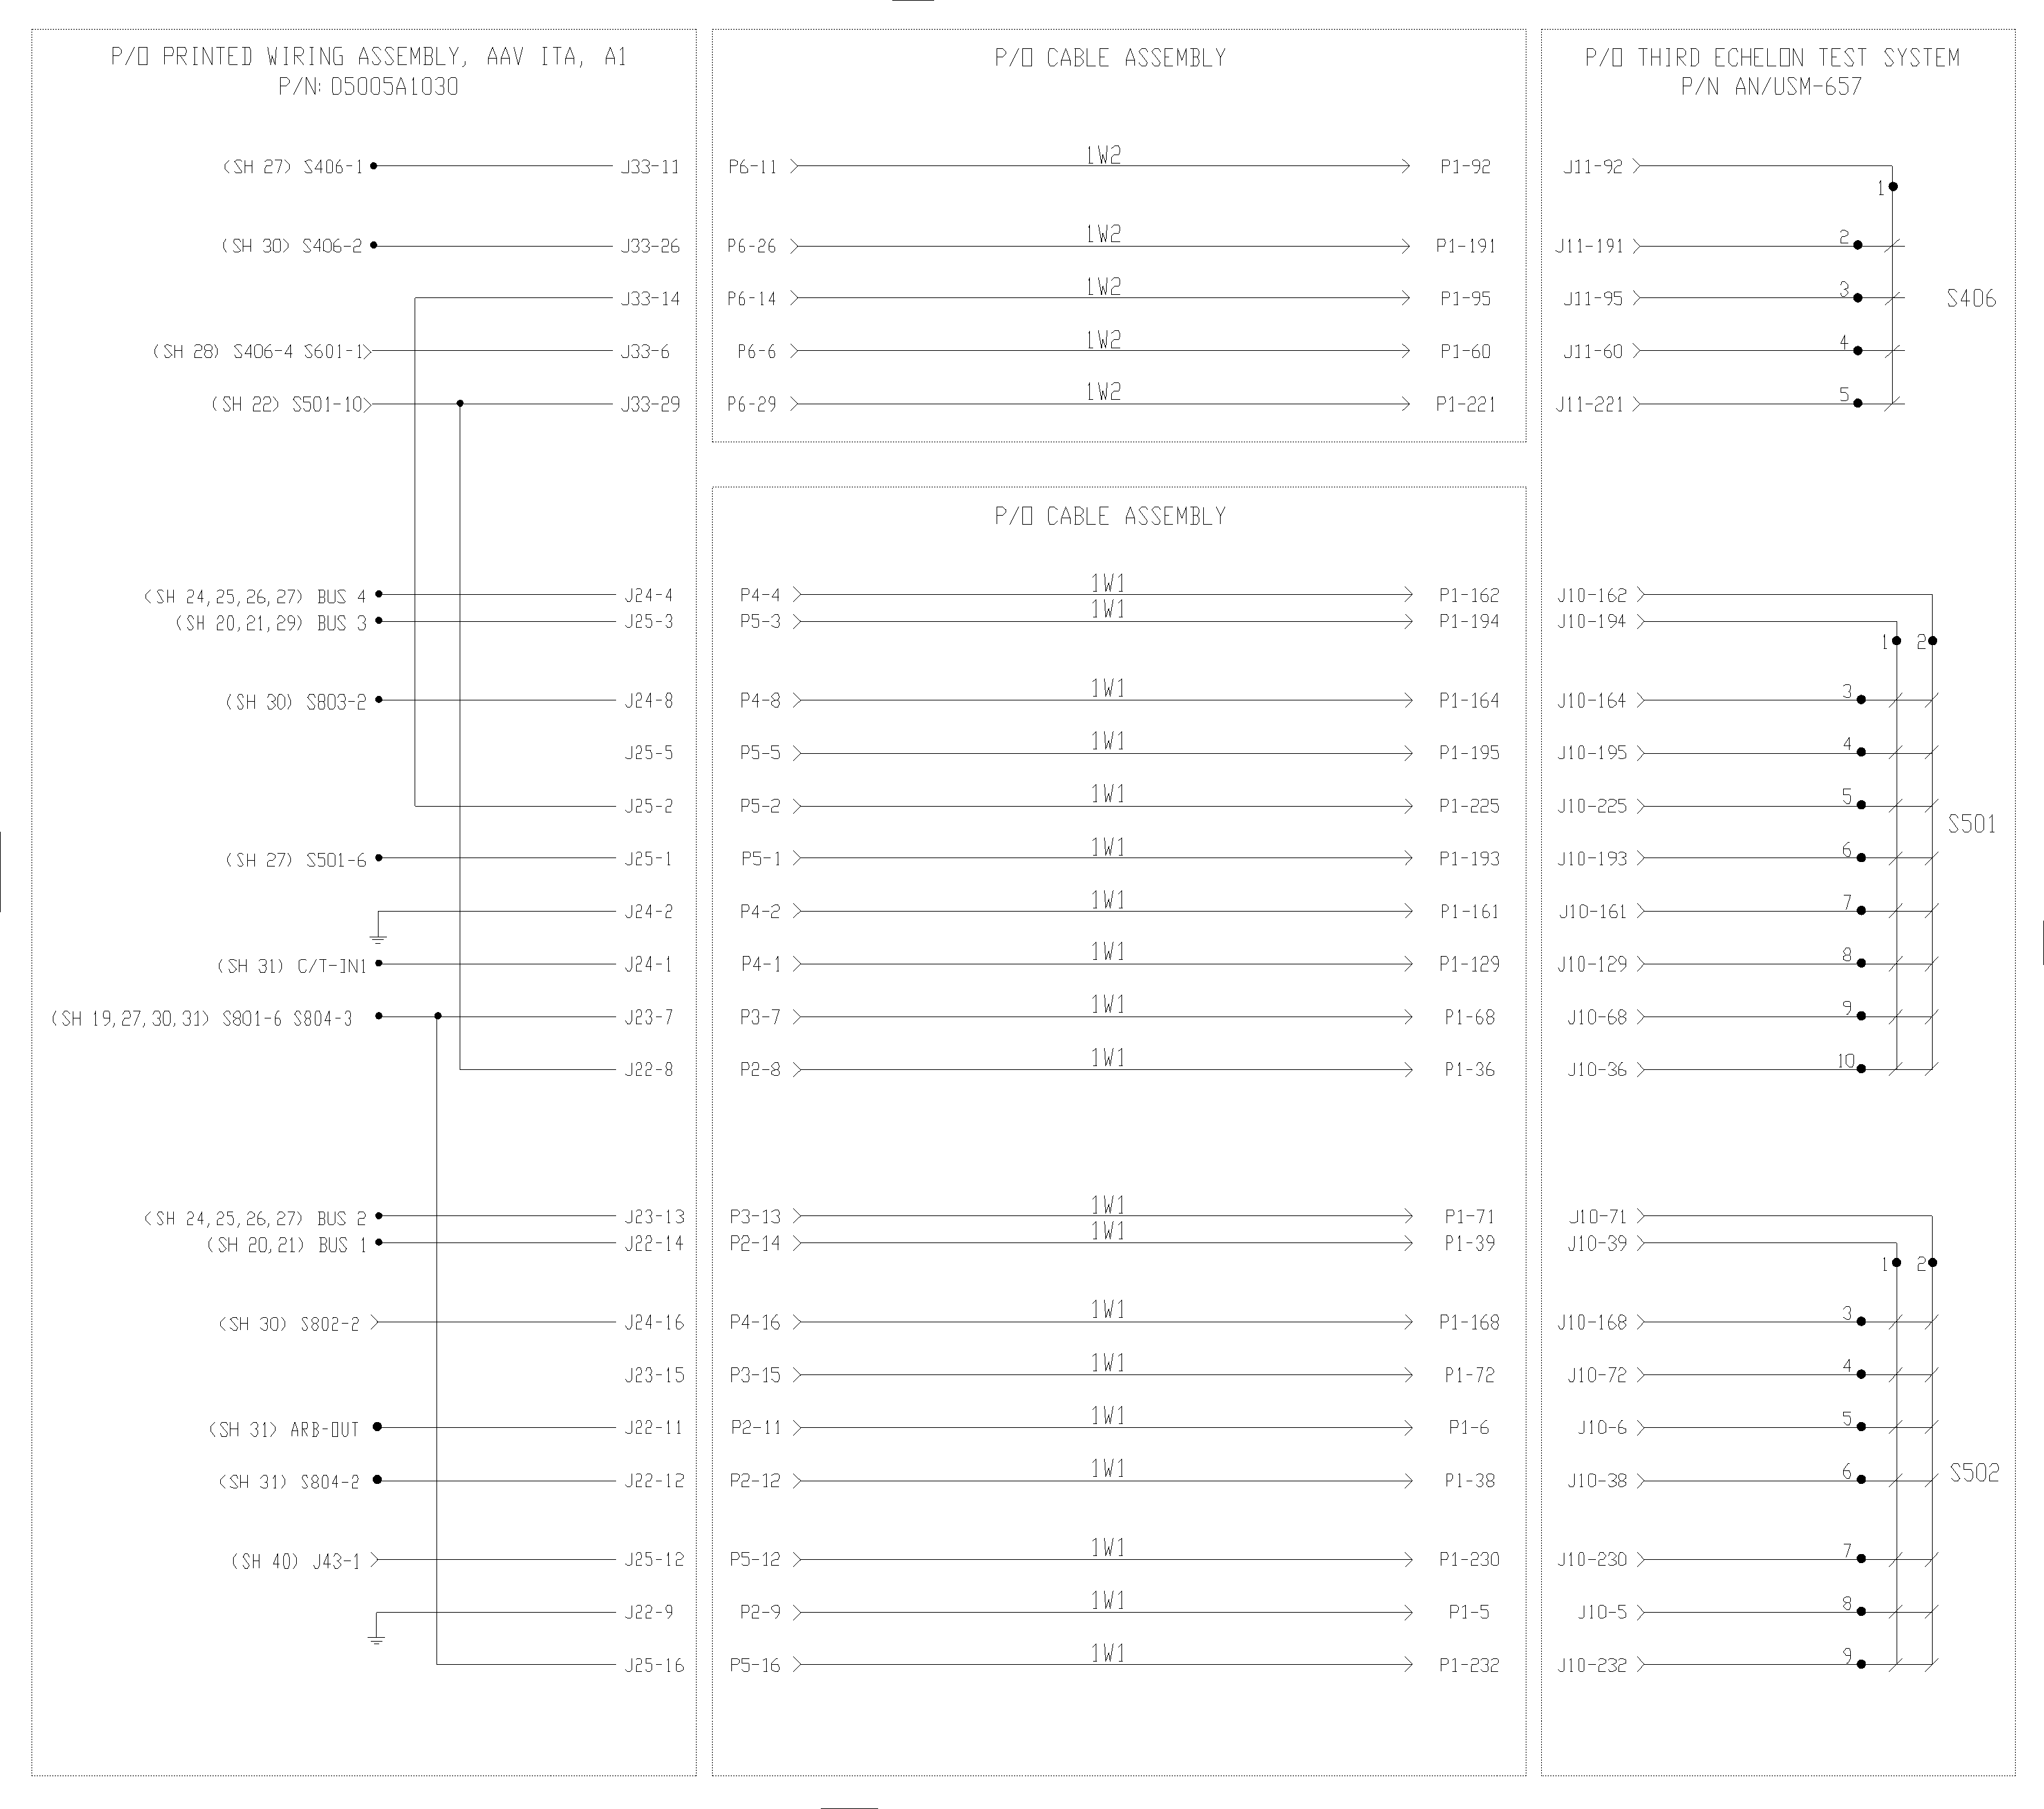 P/O PRINTED WIRING ASSEMBLY, AAV ITA, A1
P/N: 05005A1030
P/O CABLE ASSEMBLY
P/O THIRD ECHELON TEST SYSTEM
P/N AN/USM-657
(SH 27) S406-1 J33-11 P6-11 1W2 P1-92 J11-92
1
(SH 30) S406-2 J33-26 P6-26 1W2 P1-191 J11-191 2
J33-14 P6-14 1W2 P1-95 J11-95 3 S406
(SH 28) S406-4 S601-1 J33-6 P6-6 1W2 P1-60 J11-60 4
(SH 22) S501-10 J33-29 P6-29 1W2 P1-221 J11-221 5
P/O CABLE ASSEMBLY
(SH 24,25,26,27) BUS 4 J24-4 P4-4 1W1 P1-162 J10-162
(SH 20,21,29) BUS 3 J25-3 P5-3 1W1 P1-194 J10-194
1 2
(SH 30) S803-2 J24-8 P4-8 1W1 P1-164 J10-164 3
J25-5 P5-5 1W1 P1-195 J10-195 4
J25-2 P5-2 1W1 P1-225 J10-225 5
S501
(SH 27) S501-6 J25-1 P5-1 1W1 P1-193 J10-193 6
J24-2 P4-2 1W1 P1-161 J10-161 7
(SH 31) C/T-IN1 J24-1 P4-1 1W1 P1-129 J10-129 8
(SH 19,27,30,31) S801-6 S804-3 J23-7 P3-7 1W1 P1-68 J10-68 9
J22-8 P2-8 1W1 P1-36 J10-36 10
(SH 24,25,26,27) BUS 2 J23-13 P3-13 1W1 P1-71 J10-71
(SH 20,21) BUS 1 J22-14 P2-14 1W1 P1-39 J10-39
1 2
(SH 30) S802-2 J24-16 P4-16 1W1 P1-168 J10-168 3
J23-15 P3-15 1W1 P1-72 J10-72 4
(SH 31) ARB-OUT J22-11 P2-11 1W1 P1-6 J10-6 5
(SH 31) S804-2 J22-12 P2-12 1W1 P1-38 J10-38 6 S502
(SH 40) J43-1 J25-12 P5-12 1W1 P1-230 J10-230 7
J22-9 P2-9 1W1 P1-5 J10-5 8
J25-16 P5-16 1W1 P1-232 J10-232 9